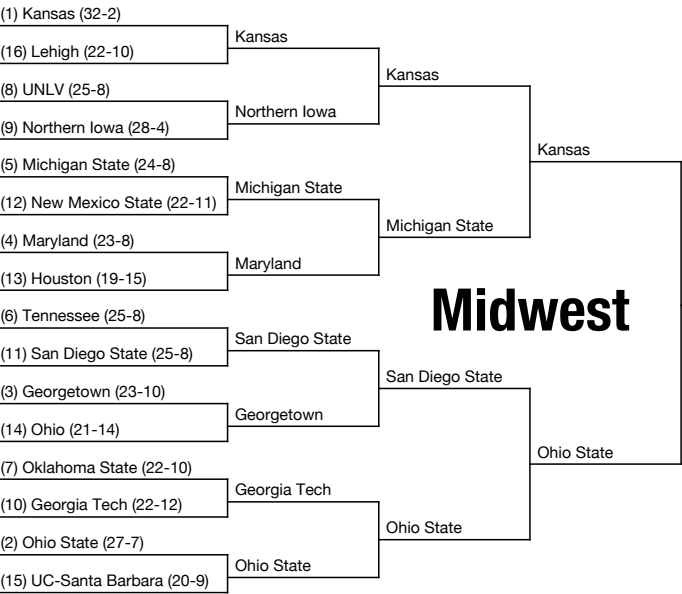 (1) Kansas (32-2)
(16) Lehigh (22-10)
(8) UNLV (25-8)
(9) Northern Iowa (28-4)
(5) Michigan State (24-8)
(12) New Mexico State (22-11)
(4) Maryland (23-8)
(13) Houston (19-15)
(6) Tennessee (25-8)
(11) San Diego State (25-8)
(3) Georgetown (23-10)
(14) Ohio (21-14)
(7) Oklahoma State (22-10)
(10) Georgia Tech (22-12)
(2) Ohio State (27-7)
(15) UC-Santa Barbara (20-9)
Kansas
Northern Iowa
Michigan State
Maryland
San Diego State
Georgetown
Georgia Tech
Ohio State
Kansas
Michigan State
San Diego State
Ohio State
Kansas
Ohio State
Midwest